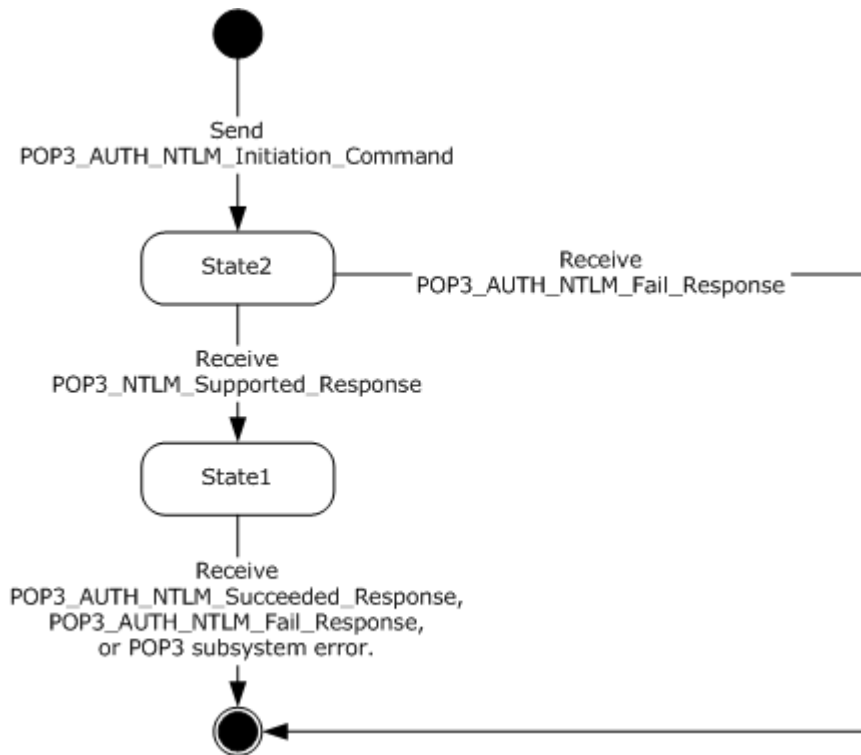 Send
POP3_AUTH_NTLM_Initiation_Command
State2
Receive
POP3_AUTH_NTLM_Fail_Response
Receive
POP3_NTLM_Supported_Response
State1
Receive
POP3_AUTH_NTLM_Succeeded_Response,
POP3_AUTH_NTLM_Fail_Response,
or POP3 subsystem error.